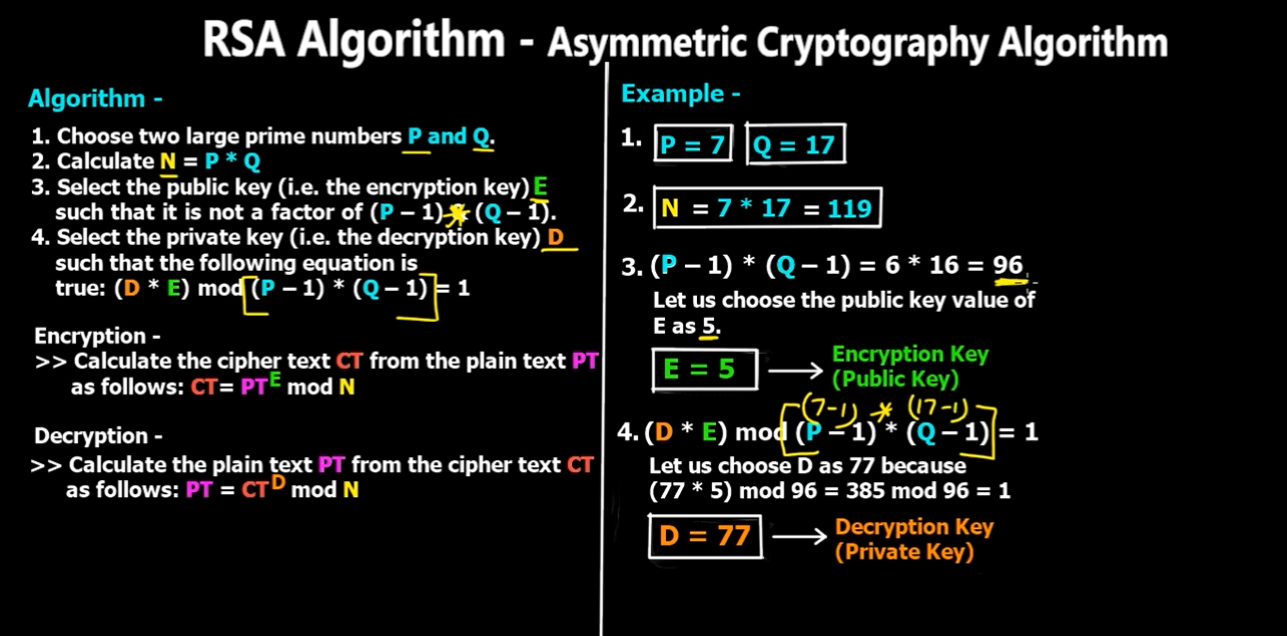 RSA Algorithm - Asymmetric Cryptography Algorithm
Algorithm -
1. Choose two large prime numbers P and Q.
2. Calculate N = P * Q
3. Select the public key (i.e. the encryption key) E
such that it is not a factor of (P – 1) * (Q – 1).
4. Select the private key (i.e. the decryption key) D
such that the following equation is
true: (D * E) mod (P – 1) * (Q – 1) = 1
Encryption -
>> Calculate the cipher text CT from the plain text PT
as follows: CT= PT^E mod N
Decryption -
>> Calculate the plain text PT from the cipher text CT
as follows: PT = CT^D mod N
Example -
1. P = 7 Q = 17
2. N = 7 * 17 = 119
3. (P – 1) * (Q – 1) = 6 * 16 = 96
Let us choose the public key value of
E as 5.
E = 5
Encryption Key
(Public Key)
(7-1) * (17-1)
4. (D * E) mod (P – 1) * (Q – 1) = 1
Let us choose D as 77 because
(77 * 5) mod 96 = 385 mod 96 = 1
D = 77
Decryption Key
(Private Key)